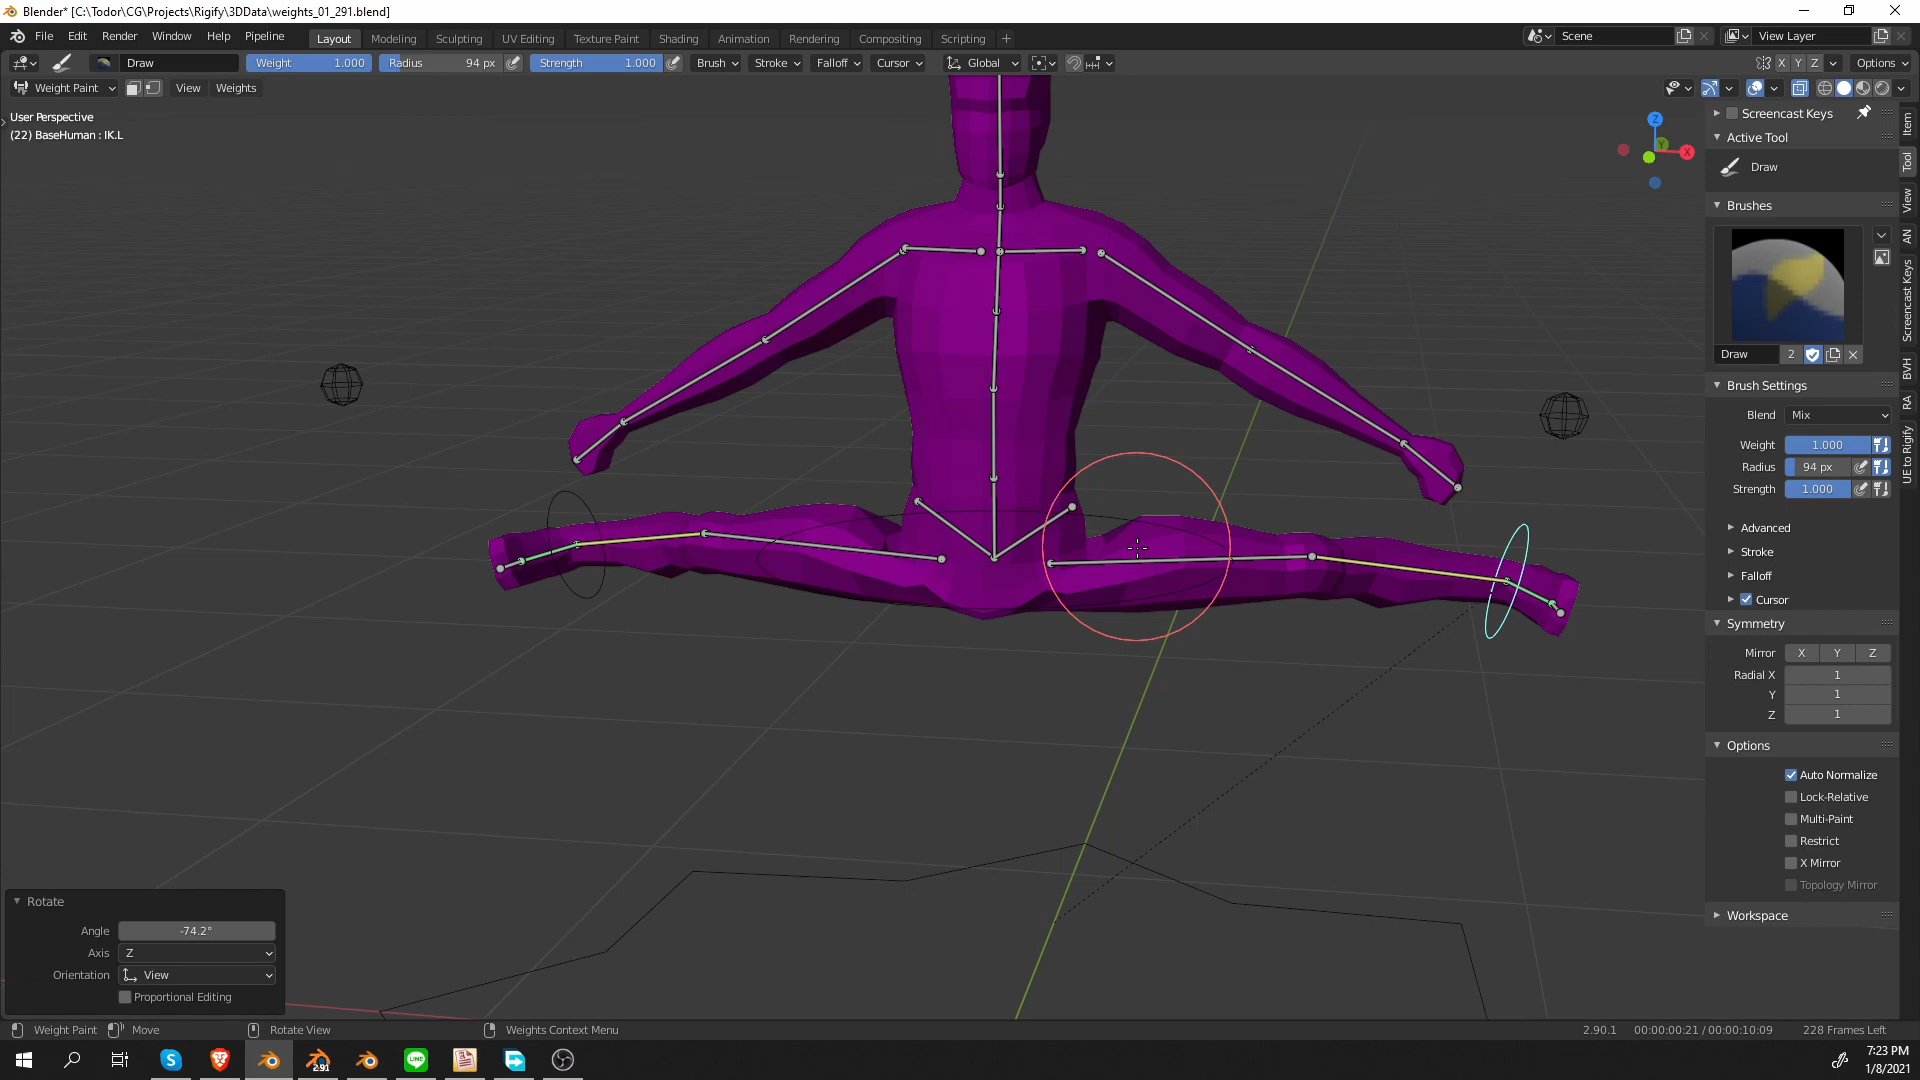 Blender* [C:\Todor\CG\Projects\Rigify\3DData\weights_01_291.blend]
File Edit Render Window Help Pipeline Layout Modeling Sculpting UV Editing Texture Paint Shading Animation Rendering Compositing Scripting + Scene View Layer
Draw Weight 1.000 Radius 94 px Strength 1.000 Brush Stroke Falloff Cursor Global X Y Z Options
Weight Paint View Weights
User Perspective
(22) BaseHuman : IK.L
Z
Y
X
Screencast Keys
Active Tool
Draw
Brushes
Draw 2
Brush Settings
Blend Mix
Weight 1.000
Radius 94 px
Strength 1.000
Advanced
Stroke
Falloff
Cursor
Symmetry
Mirror X Y Z
Radial X 1
Y 1
Z 1
Options
Auto Normalize
Lock-Relative
Multi-Paint
Restrict
X Mirror
Topology Mirror
Workspace
Item
Tool
View
AN
Screencast Keys
BVH
RA
UE to Rigify
Rotate
Angle -74.2°
Axis Z
Orientation View
Proportional Editing
Weight Paint Move Rotate View Weights Context Menu 2.90.1 00:00:00:21 / 00:00:10:09 228 Frames Left
S 2.91 LINE
7:23 PM
1/8/2021